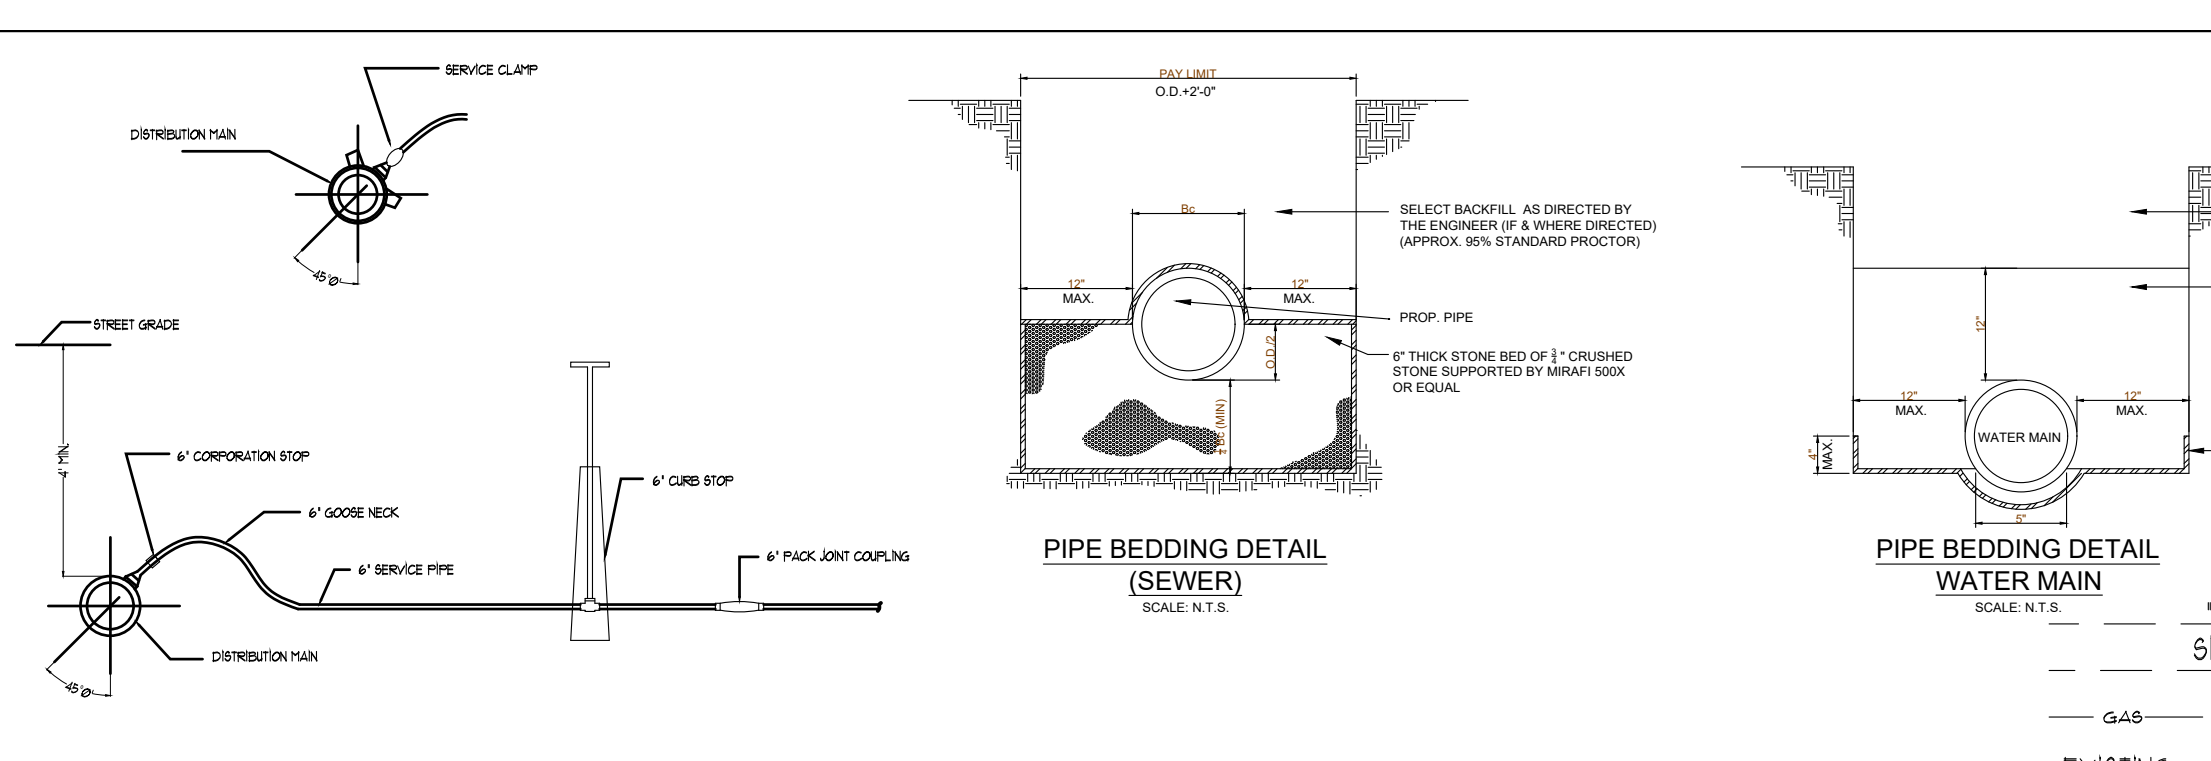 SERVICE CLAMP
DISTRIBUTION MAIN
45°0'
STREET GRADE
4' MIN.
6" CORPORATION STOP
6" GOOSE NECK
6" SERVICE PIPE
6" CURB STOP
6" PACK JOINT COUPLING
DISTRIBUTION MAIN
45°0'
PAY LIMIT
O.D.+2'-0"
Bc
SELECT BACKFILL AS DIRECTED BY
THE ENGINEER (IF & WHERE DIRECTED)
(APPROX. 95% STANDARD PROCTOR)
12"
MAX.
12"
MAX.
PROP. PIPE
O.D./2
6" THICK STONE BED OF 3/4" CRUSHED
STONE SUPPORTED BY MIRAFI 500X
OR EQUAL
Bc (MIN)
PIPE BEDDING DETAIL
(SEWER)
SCALE: N.T.S.
12"
12"
MAX.
12"
MAX.
WATER MAIN
4"
MAX.
5"
PIPE BEDDING DETAIL
WATER MAIN
SCALE: N.T.S.
GAS